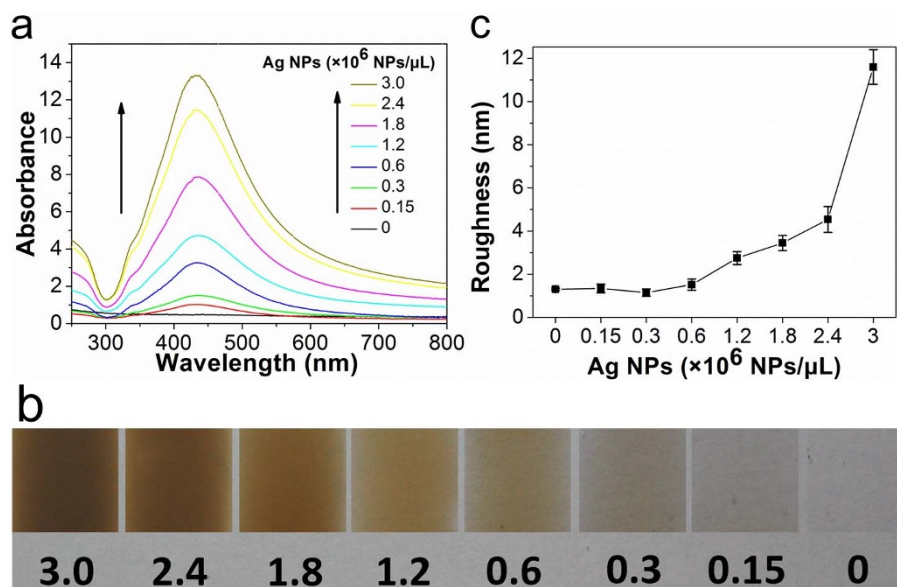 a
Absorbance
14
12
10
8
6
4
2
0
300 400 500 600 700 800
Wavelength (nm)
Ag NPs (×10⁶ NPs/µL)
3.0
2.4
1.8
1.2
0.6
0.3
0.15
0
c
Roughness (nm)
12
10
8
6
4
2
0
0 0.15 0.3 0.6 1.2 1.8 2.4 3
Ag NPs (×10⁶ NPs/µL)
b
3.0 2.4 1.8 1.2 0.6 0.3 0.15 0